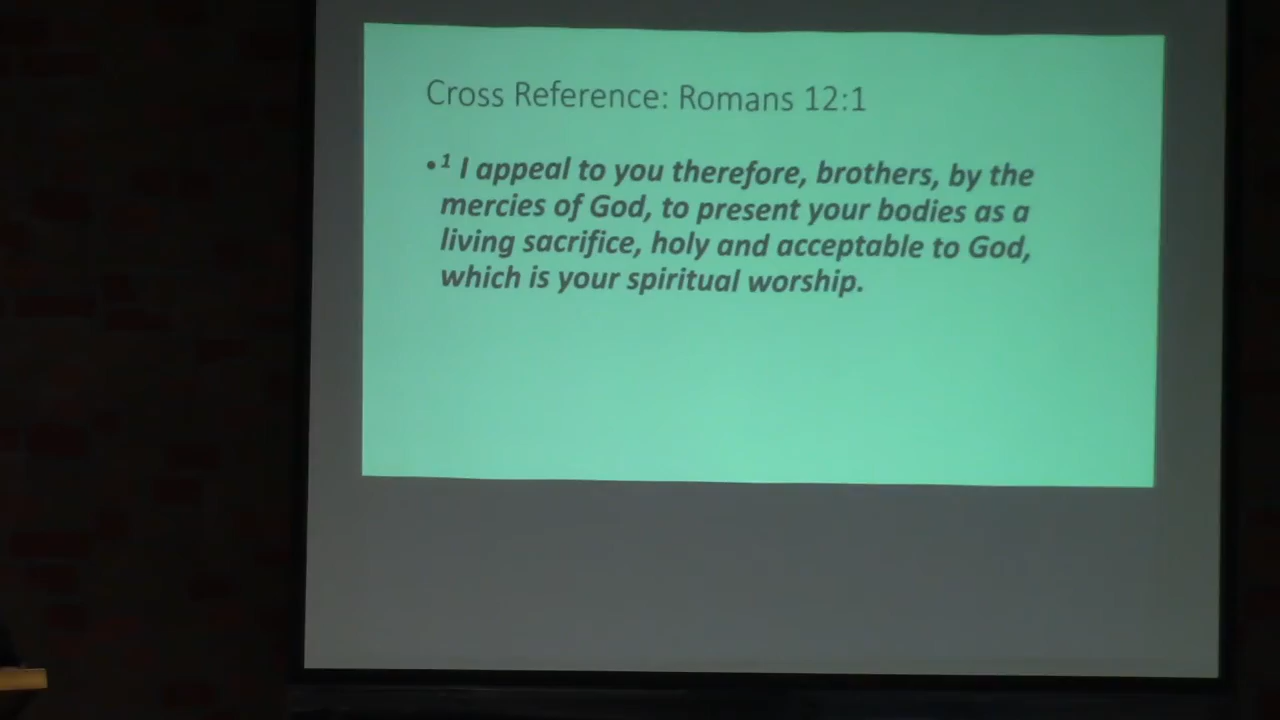 Cross Reference: Romans 12:1
•¹ I appeal to you therefore, brothers, by the
mercies of God, to present your bodies as a
living sacrifice, holy and acceptable to God,
which is your spiritual worship.